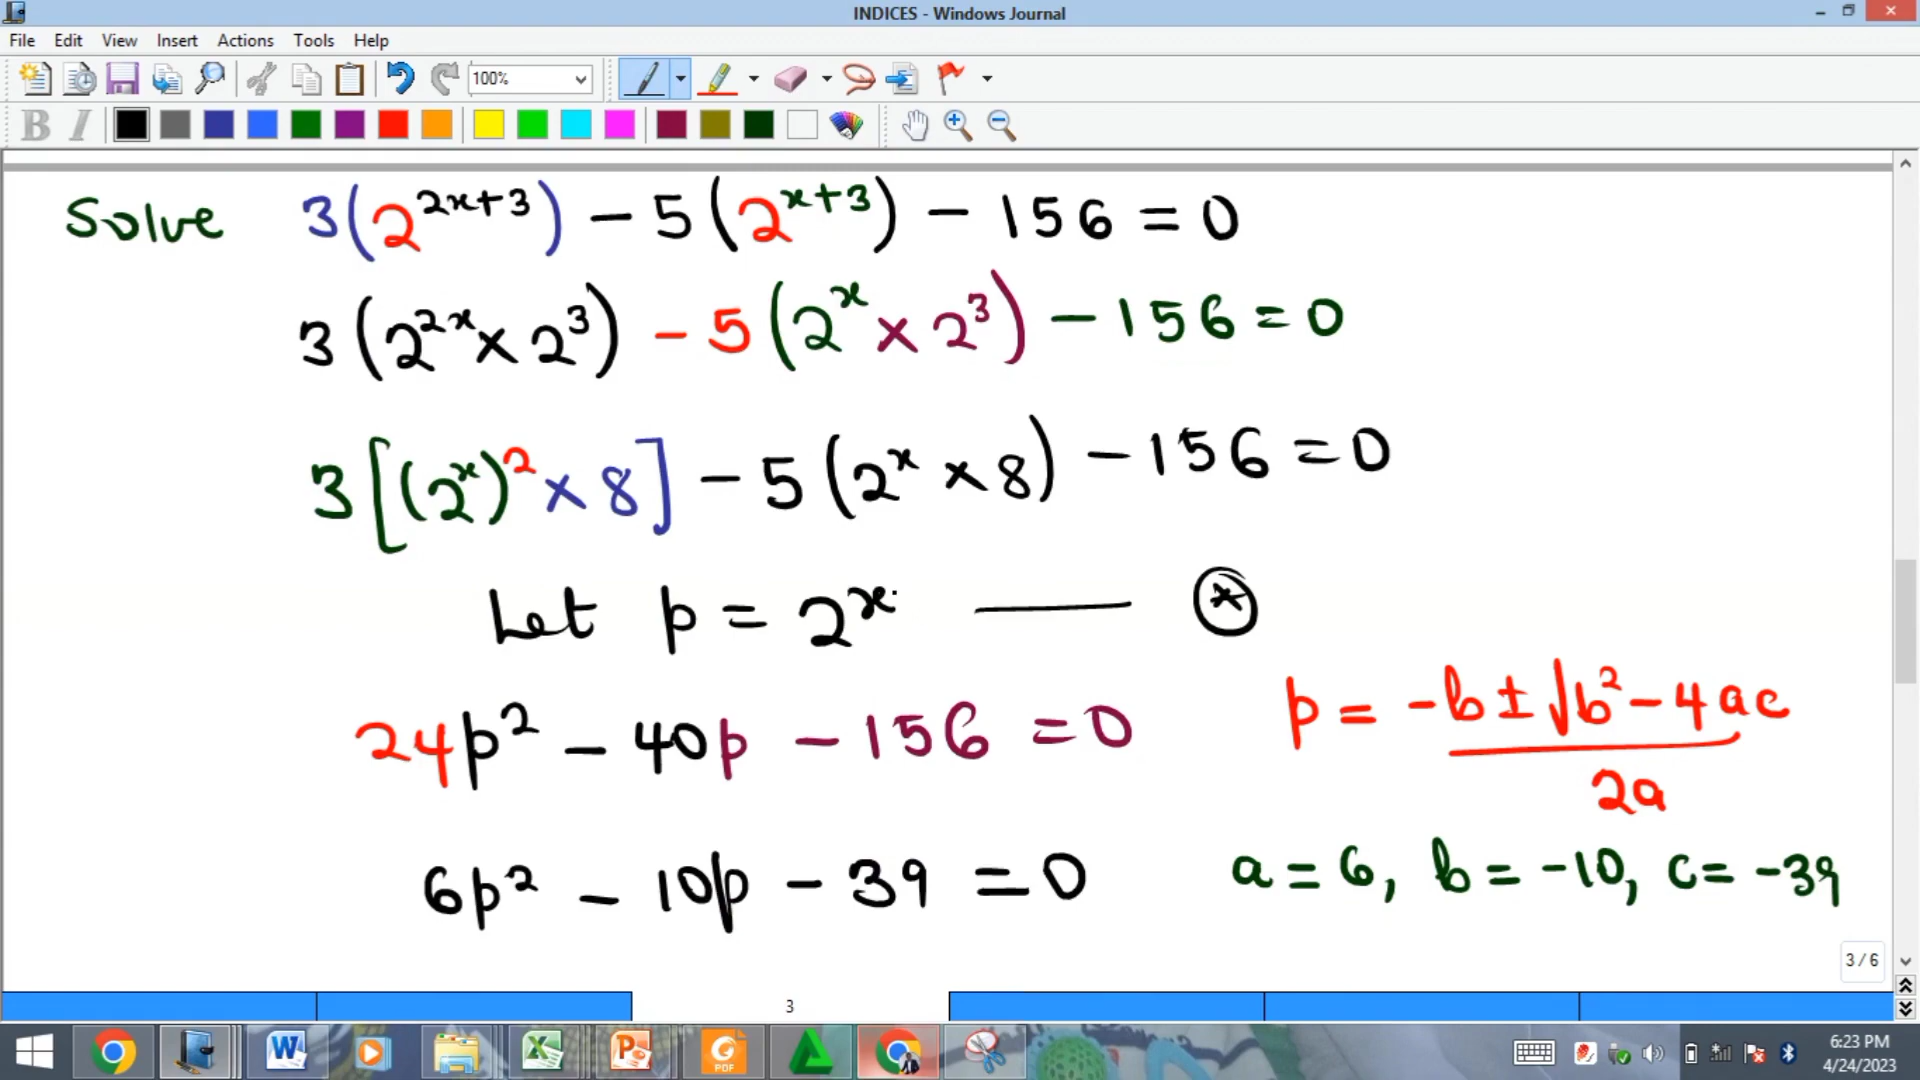 INDICES - Windows Journal
File Edit View Insert Actions Tools Help
100%
B I
Solve 3(2^{2x+3}) - 5(2^{x+3}) - 156 = 0
3(2^{2x} × 2^3) - 5(2^x × 2^3) - 156 = 0
3[(2^x)^2 × 8] - 5(2^x × 8) - 156 = 0
Let p = 2^x —— ⊛
24p^2 - 40p - 156 = 0
p = \frac{-b ± √b^2 - 4ac}{2a}
6p^2 - 10p - 39 = 0
a = 6, b = -10, c = -39
3 / 6
3
W X P PDF
6:23 PM
4/24/2023